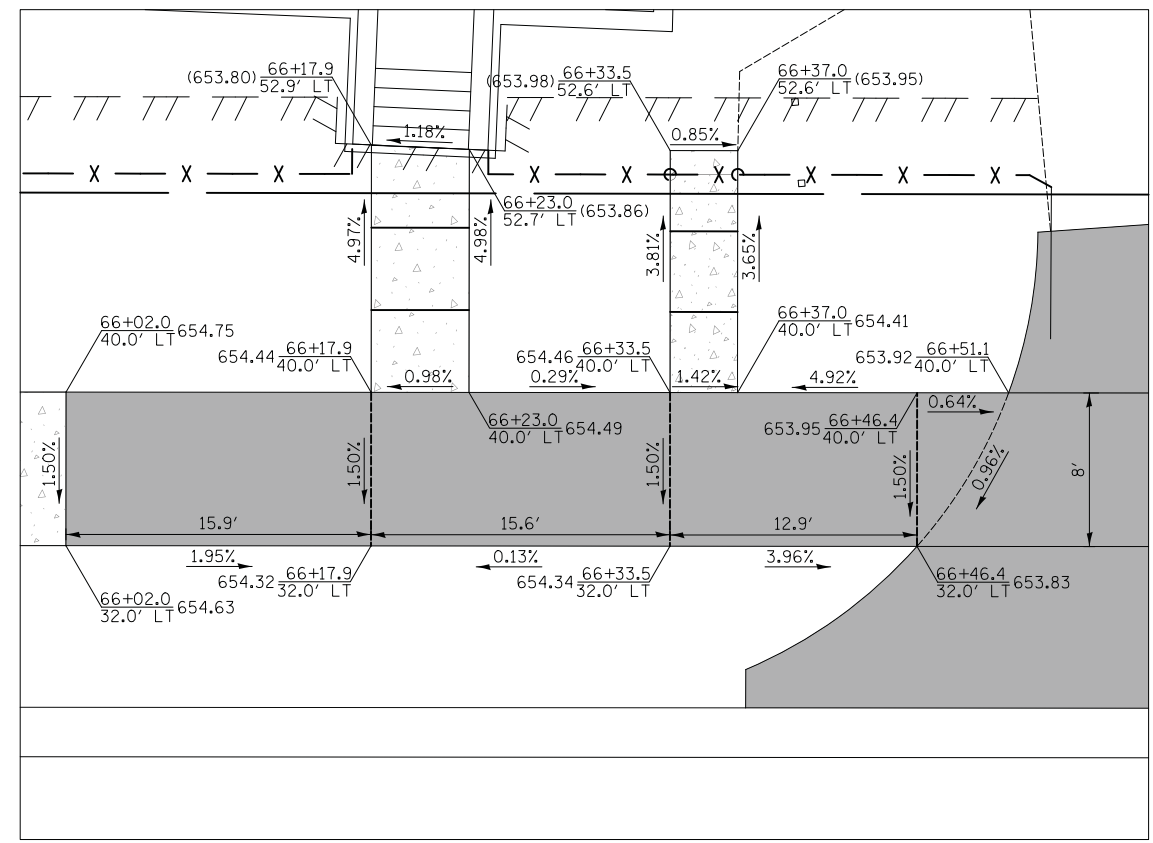 (653.80) 66+17.9
52.9' LT
(653.98) 66+33.5
52.6' LT
66+37.0 (653.95)
52.6' LT
1.18%
0.85%
X X X X X X X X X
66+23.0 (653.86)
52.7' LT
4.97%
4.98%
3.81%
3.65%
66+02.0 654.75
40.0' LT
654.44 66+17.9
40.0' LT
654.46 66+33.5
40.0' LT
66+37.0 654.41
40.0' LT
653.92 66+51.1
40.0' LT
0.98%
0.29%
1.42%
4.92%
0.64%
66+23.0 654.49
40.0' LT
653.95 66+46.4
40.0' LT
1.50%
1.50%
1.50%
1.50%
0.96%
8'
15.9'
15.6'
12.9'
1.95%
0.13%
3.96%
654.32 66+17.9
32.0' LT
654.34 66+33.5
32.0' LT
66+46.4 653.83
32.0' LT
66+02.0 654.63
32.0' LT